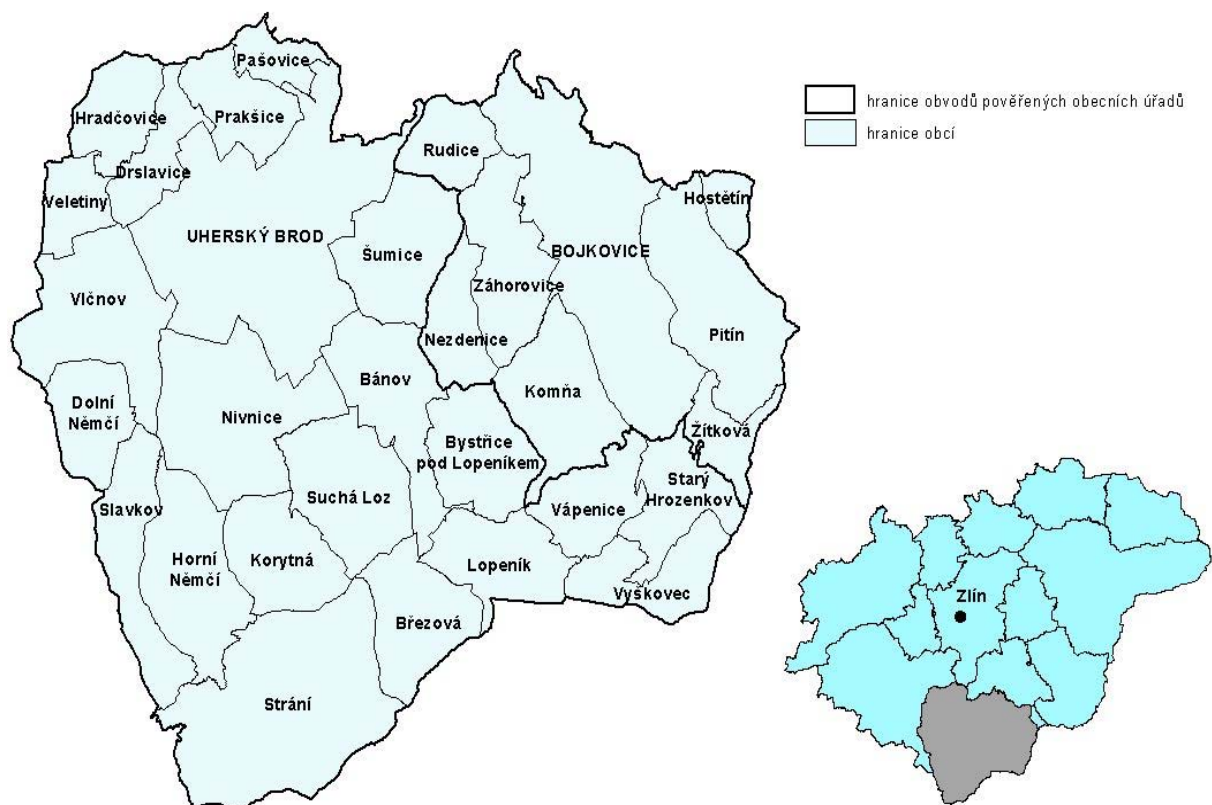 Pašovice
Hradčovice
Prakšice
Drslavice
Veletiny
Rudice
Hostětín
UHERSKÝ BROD
Šumice
BOJKOVICE
Záhorovice
Vlčnov
Nezdenice
Pitín
Bánov
Komňa
Dolní
Němčí
Nivnice
Žítková
Bystřice
pod Lopeníkem
Starý
Hrozenkov
Suchá Loz
Vápenice
Slavkov
Horní
Němčí
Korytná
Lopeník
Vyškovec
Březová
Strání
hranice obvodů pověřených obecních úřadů
hranice obcí
Zlín